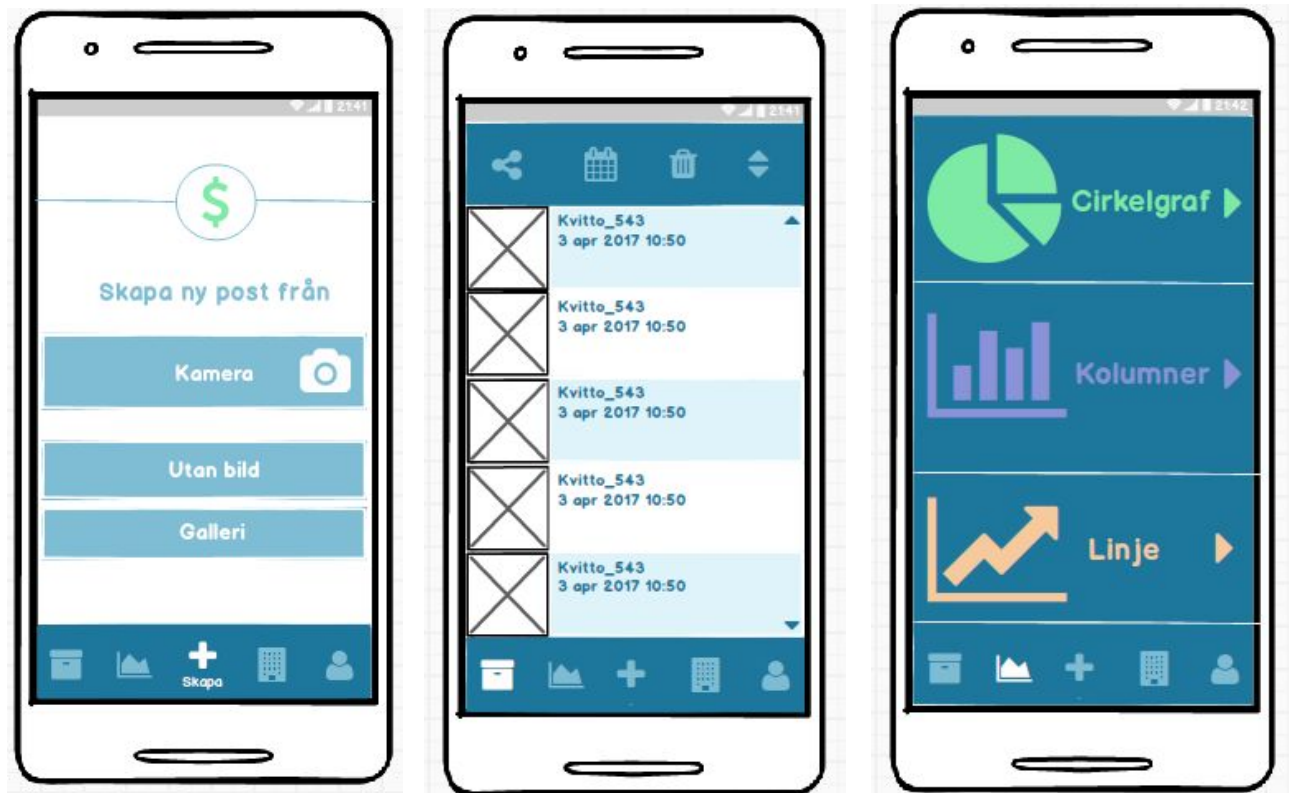 21:41
$
Skapa ny post från
Kamera
Utan bild
Galleri
Skapa
21:41
Kvitto_543
3 apr 2017 10:50
Kvitto_543
3 apr 2017 10:50
Kvitto_543
3 apr 2017 10:50
Kvitto_543
3 apr 2017 10:50
Kvitto_543
3 apr 2017 10:50
21:42
Cirkelgraf
Kolumner
Linje